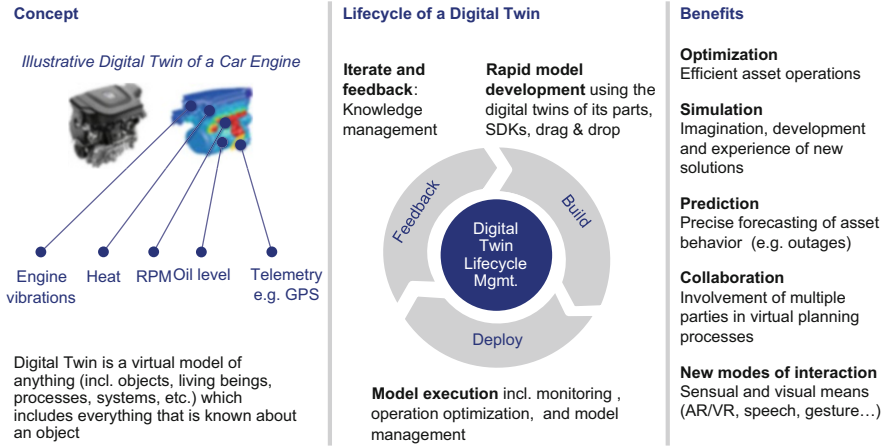 Concept
Illustrative Digital Twin of a Car Engine
Engine
vibrations
Heat
RPM
Oil level
Telemetry
e.g. GPS
Digital Twin is a virtual model of
anything (incl. objects, living beings,
processes, systems, etc.) which
includes everything that is known about
an object
Lifecycle of a Digital Twin
Iterate and
feedback:
Knowledge
management
Rapid model
development using the
digital twins of its parts,
SDKs, drag & drop
Feedback
Build
Digital
Twin
Lifecycle
Mgmt.
Deploy
Model execution incl. monitoring ,
operation optimization, and model
management
Benefits
Optimization
Efficient asset operations
Simulation
Imagination, development
and experience of new
solutions
Prediction
Precise forecasting of asset
behavior (e.g. outages)
Collaboration
Involvement of multiple
parties in virtual planning
processes
New modes of interaction
Sensual and visual means
(AR/VR, speech, gesture…)